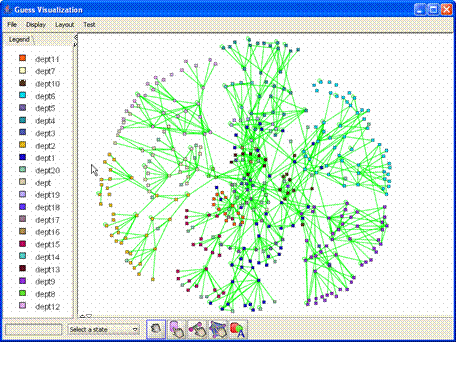 Guess Visualization
File Display Layout Test
Legend
dept11
dept7
dept10
dept6
dept5
dept4
dept3
dept2
dept1
dept20
dept
dept19
dept18
dept17
dept16
dept15
dept14
dept13
dept9
dept8
dept12
Select a state
A